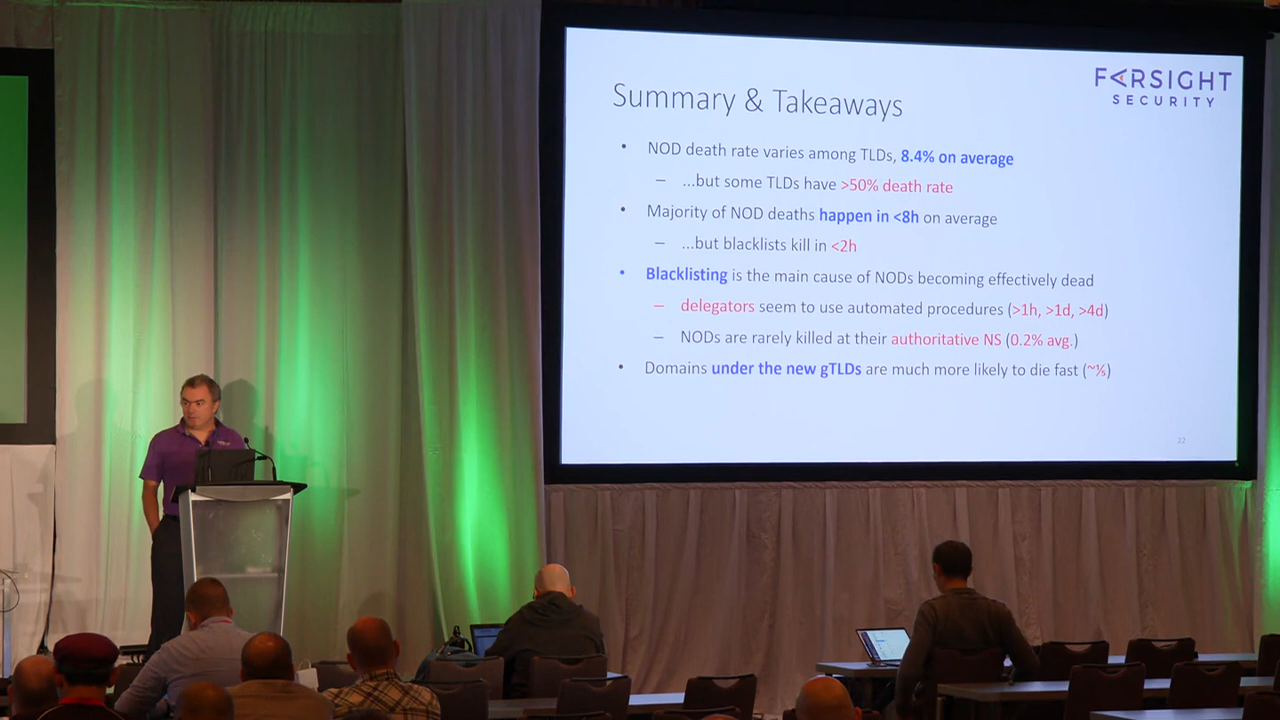 FARSIGHT
SECURITY
Summary & Takeaways
• NOD death rate varies among TLDs, 8.4% on average
– ...but some TLDs have >50% death rate
• Majority of NOD deaths happen in <8h on average
– ...but blacklists kill in <2h
• Blacklisting is the main cause of NODs becoming effectively dead
– delegators seem to use automated procedures (>1h, >1d, >4d)
– NODs are rarely killed at their authoritative NS (0.2% avg.)
• Domains under the new gTLDs are much more likely to die fast (~⅕)
22